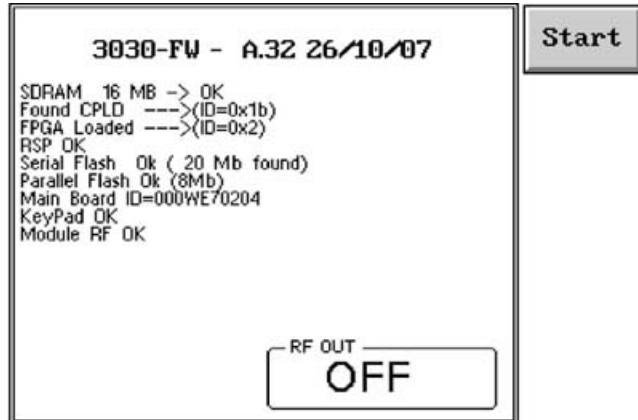 3030-FW - A.32 26/10/07
Start
SDRAM 16 MB -> OK
Found CPLD --->(ID=0x1b)
FPGA Loaded --->(ID=0x2)
RSP OK
Serial Flash Ok ( 20 Mb found)
Parallel Flash Ok (8Mb)
Main Board ID=000WE70204
KeyPad OK
Module RF OK
RF OUT
OFF